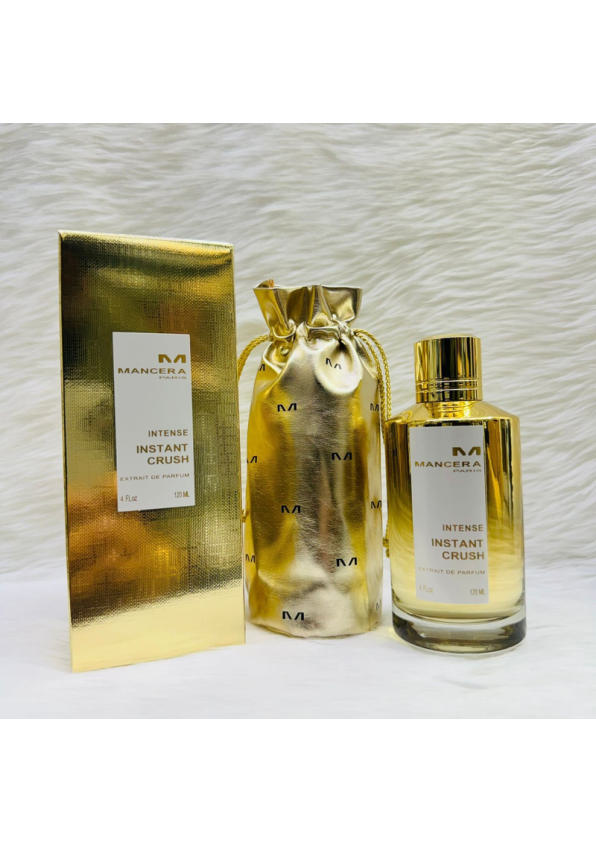 M
MANCERA
PARIS
INTENSE
INSTANT
CRUSH
EXTRAIT DE PARFUM
4 Fl.oz 120 ML
M
M
M
M
M
M
M
M
M
M
MANCERA
PARIS
INTENSE
INSTANT
CRUSH
EXTRAIT DE PARFUM
4 Fl.oz 120 ML